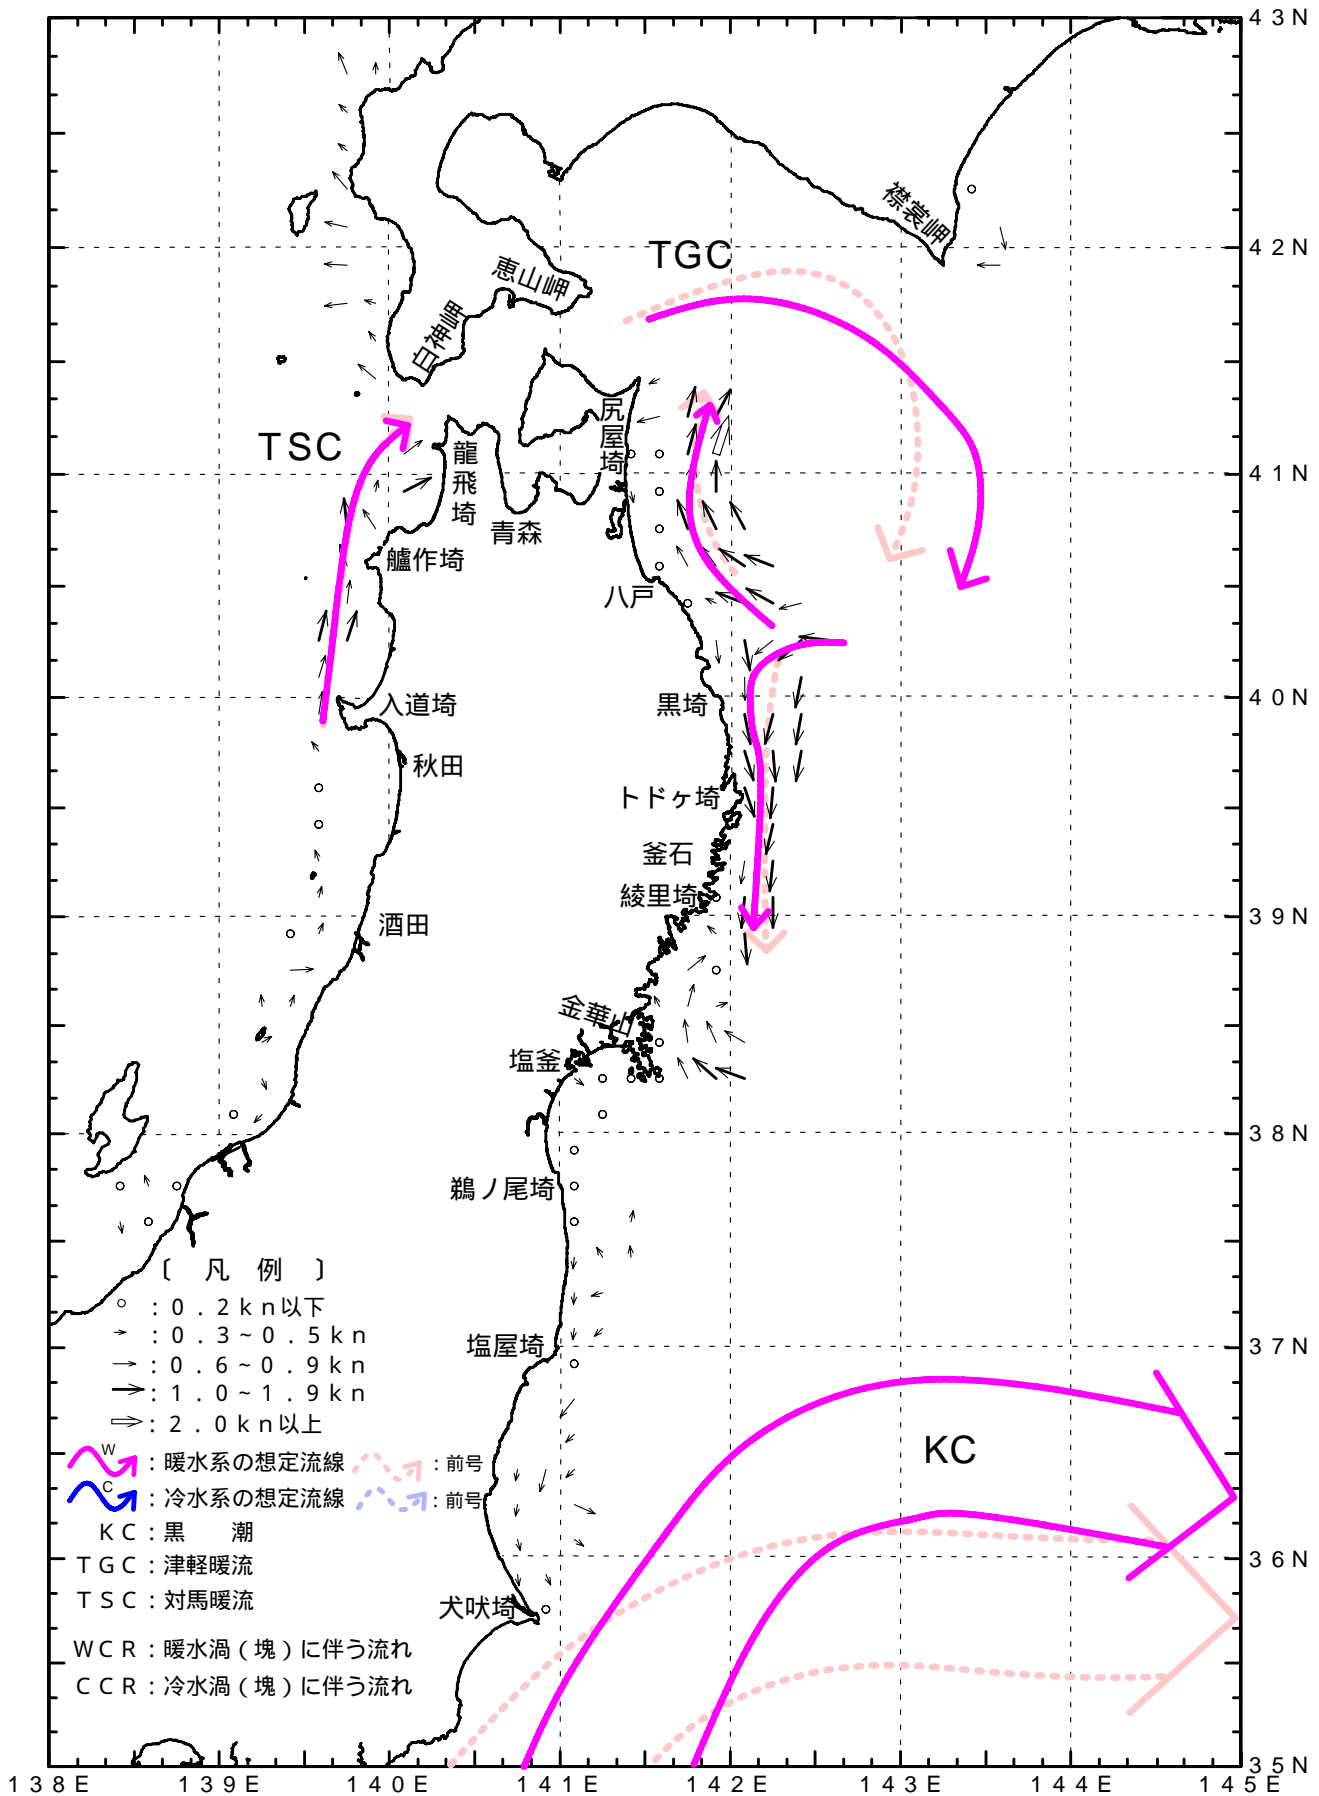 43N
襟裳岬
42N
TGC
恵山岬
白神岬
尻屋埼
TSC
龍飛埼
41N
青森
艫作埼
八戸
入道埼
黒埼
40N
秋田
トドヶ埼
釜石
綾里埼
39N
酒田
金華山
塩釜
38N
鵜ノ尾埼
〔 凡 例 〕
:0.2kn以下
:0.3~0.5kn
塩屋埼
37N
:0.6~0.9kn
:1.0~1.9kn
:2.0kn以上
KC
W
:暖水系の想定流線 :前号
C
:冷水系の想定流線 :前号
KC:黒 潮
TGC:津軽暖流
36N
TSC:対馬暖流
犬吠埼
WCR:暖水渦(塊)に伴う流れ
CCR:冷水渦(塊)に伴う流れ
35N
138E 139E 140E 141E 142E 143E 144E 145E